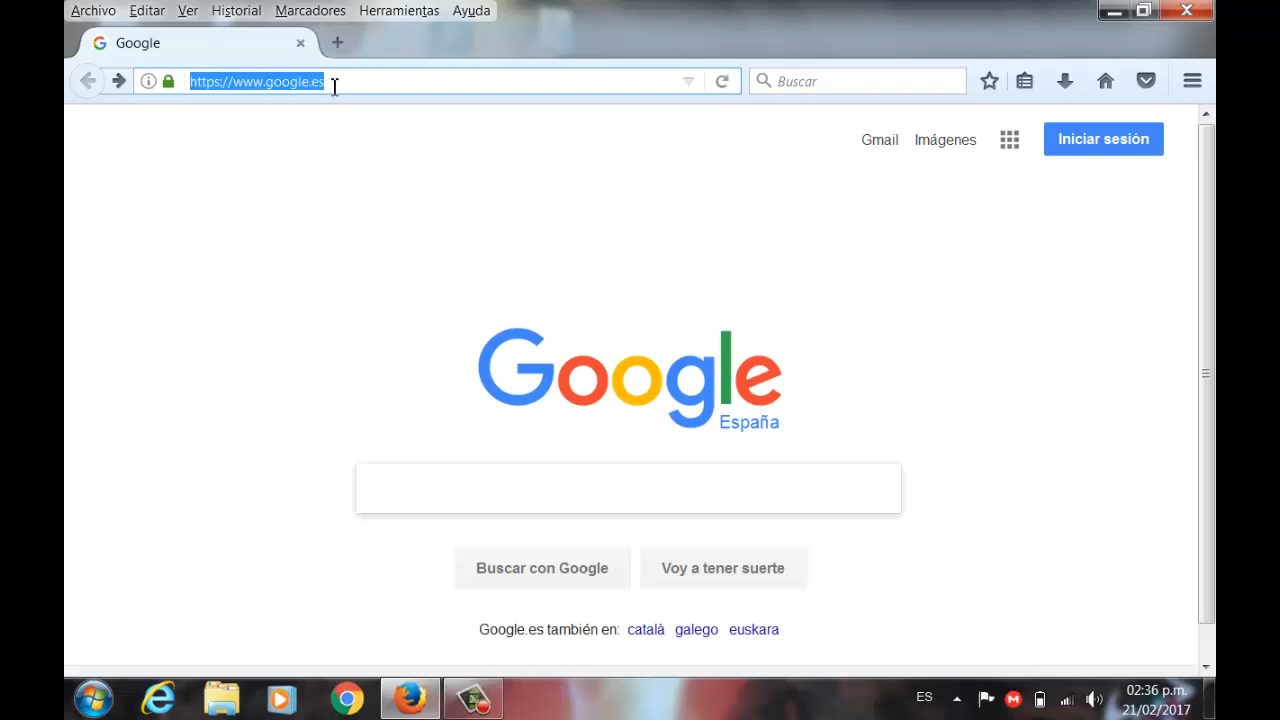 Archivo Editar Ver Historial Marcadores Herramientas Ayuda
Google
https://www.google.es
Buscar
Gmail Imágenes Iniciar sesión
Google
España
Buscar con Google Voy a tener suerte
Google.es también en: català galego euskara
ES
02:36 p.m.
21/02/2017